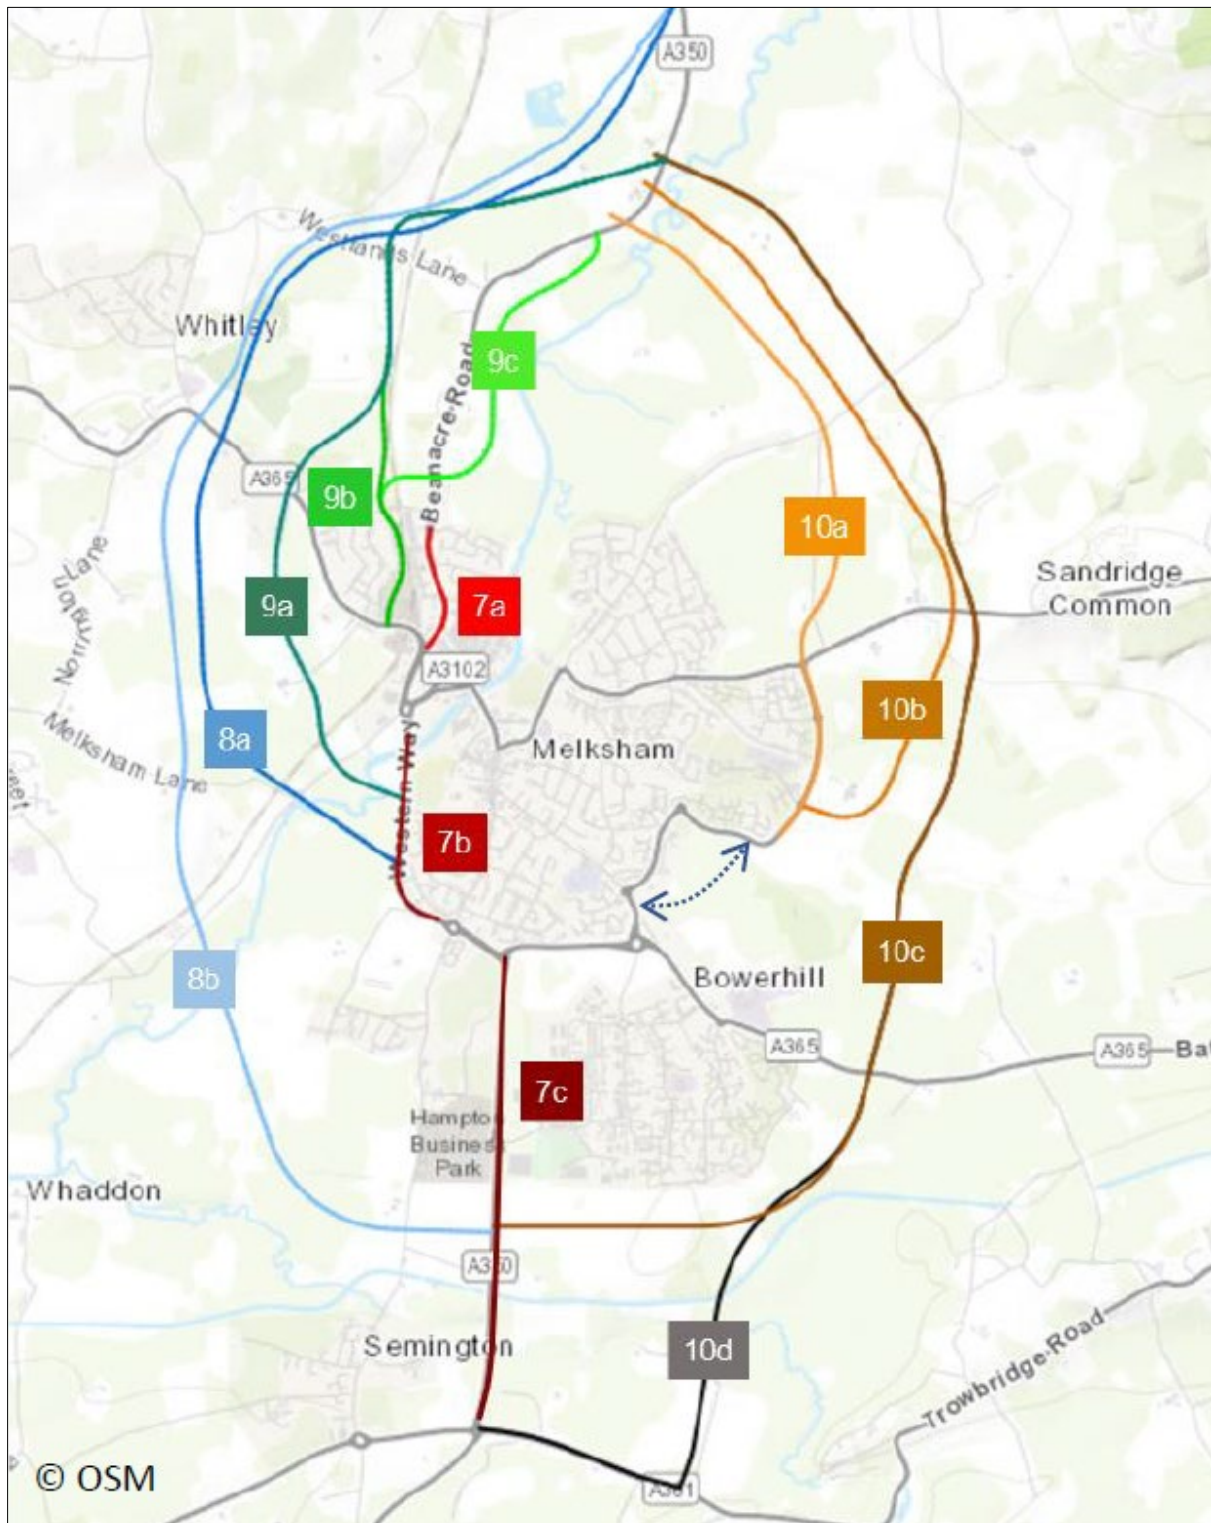 A350
Westlands Lane
Whitley
9c
Beanacre Road
A365
9b
10a
Sandridge
Common
Lane
9a
7a
Norrington
A3102
10b
Melksham Lane
8a
Western Way
Melksham
7b
8b
10c
Bowerhill
A365
A365
Ba
7c
Hampto
Business
Park
Whaddon
A350
Semington
10d
Trowbridge Road
A361
© OSM